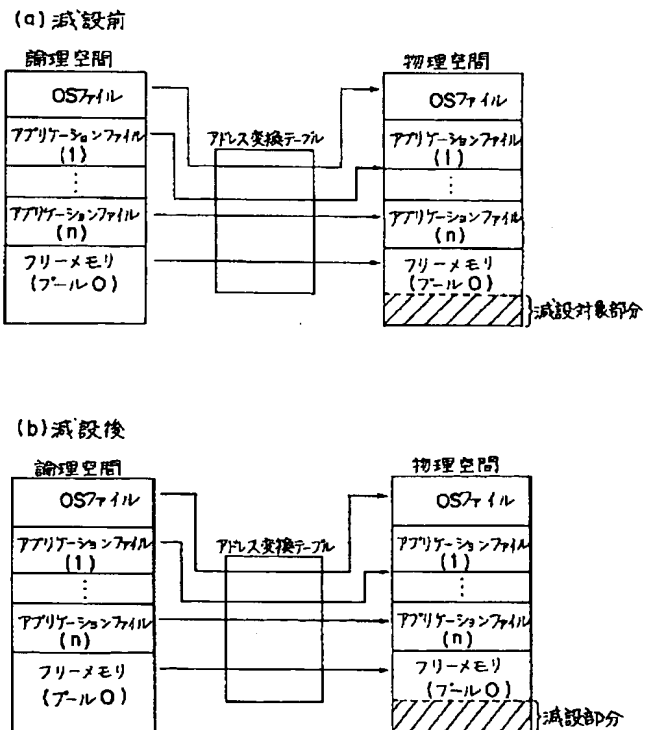 (a) 減設前
論理空間
OSファイル
アプリケーションファイル
(1)
⋮
アプリケーションファイル
(n)
フリーメモリ
(プール0)
アドレス変換テーブル
物理空間
OSファイル
アプリケーションファイル
(1)
⋮
アプリケーションファイル
(n)
フリーメモリ
(プール0)
減設対象部分
(b) 減設後
論理空間
OSファイル
アプリケーションファイル
(1)
⋮
アプリケーションファイル
(n)
フリーメモリ
(プール0)
アドレス変換テーブル
物理空間
OSファイル
アプリケーションファイル
(1)
⋮
アプリケーションファイル
(n)
フリーメモリ
(プール0)
減設部分